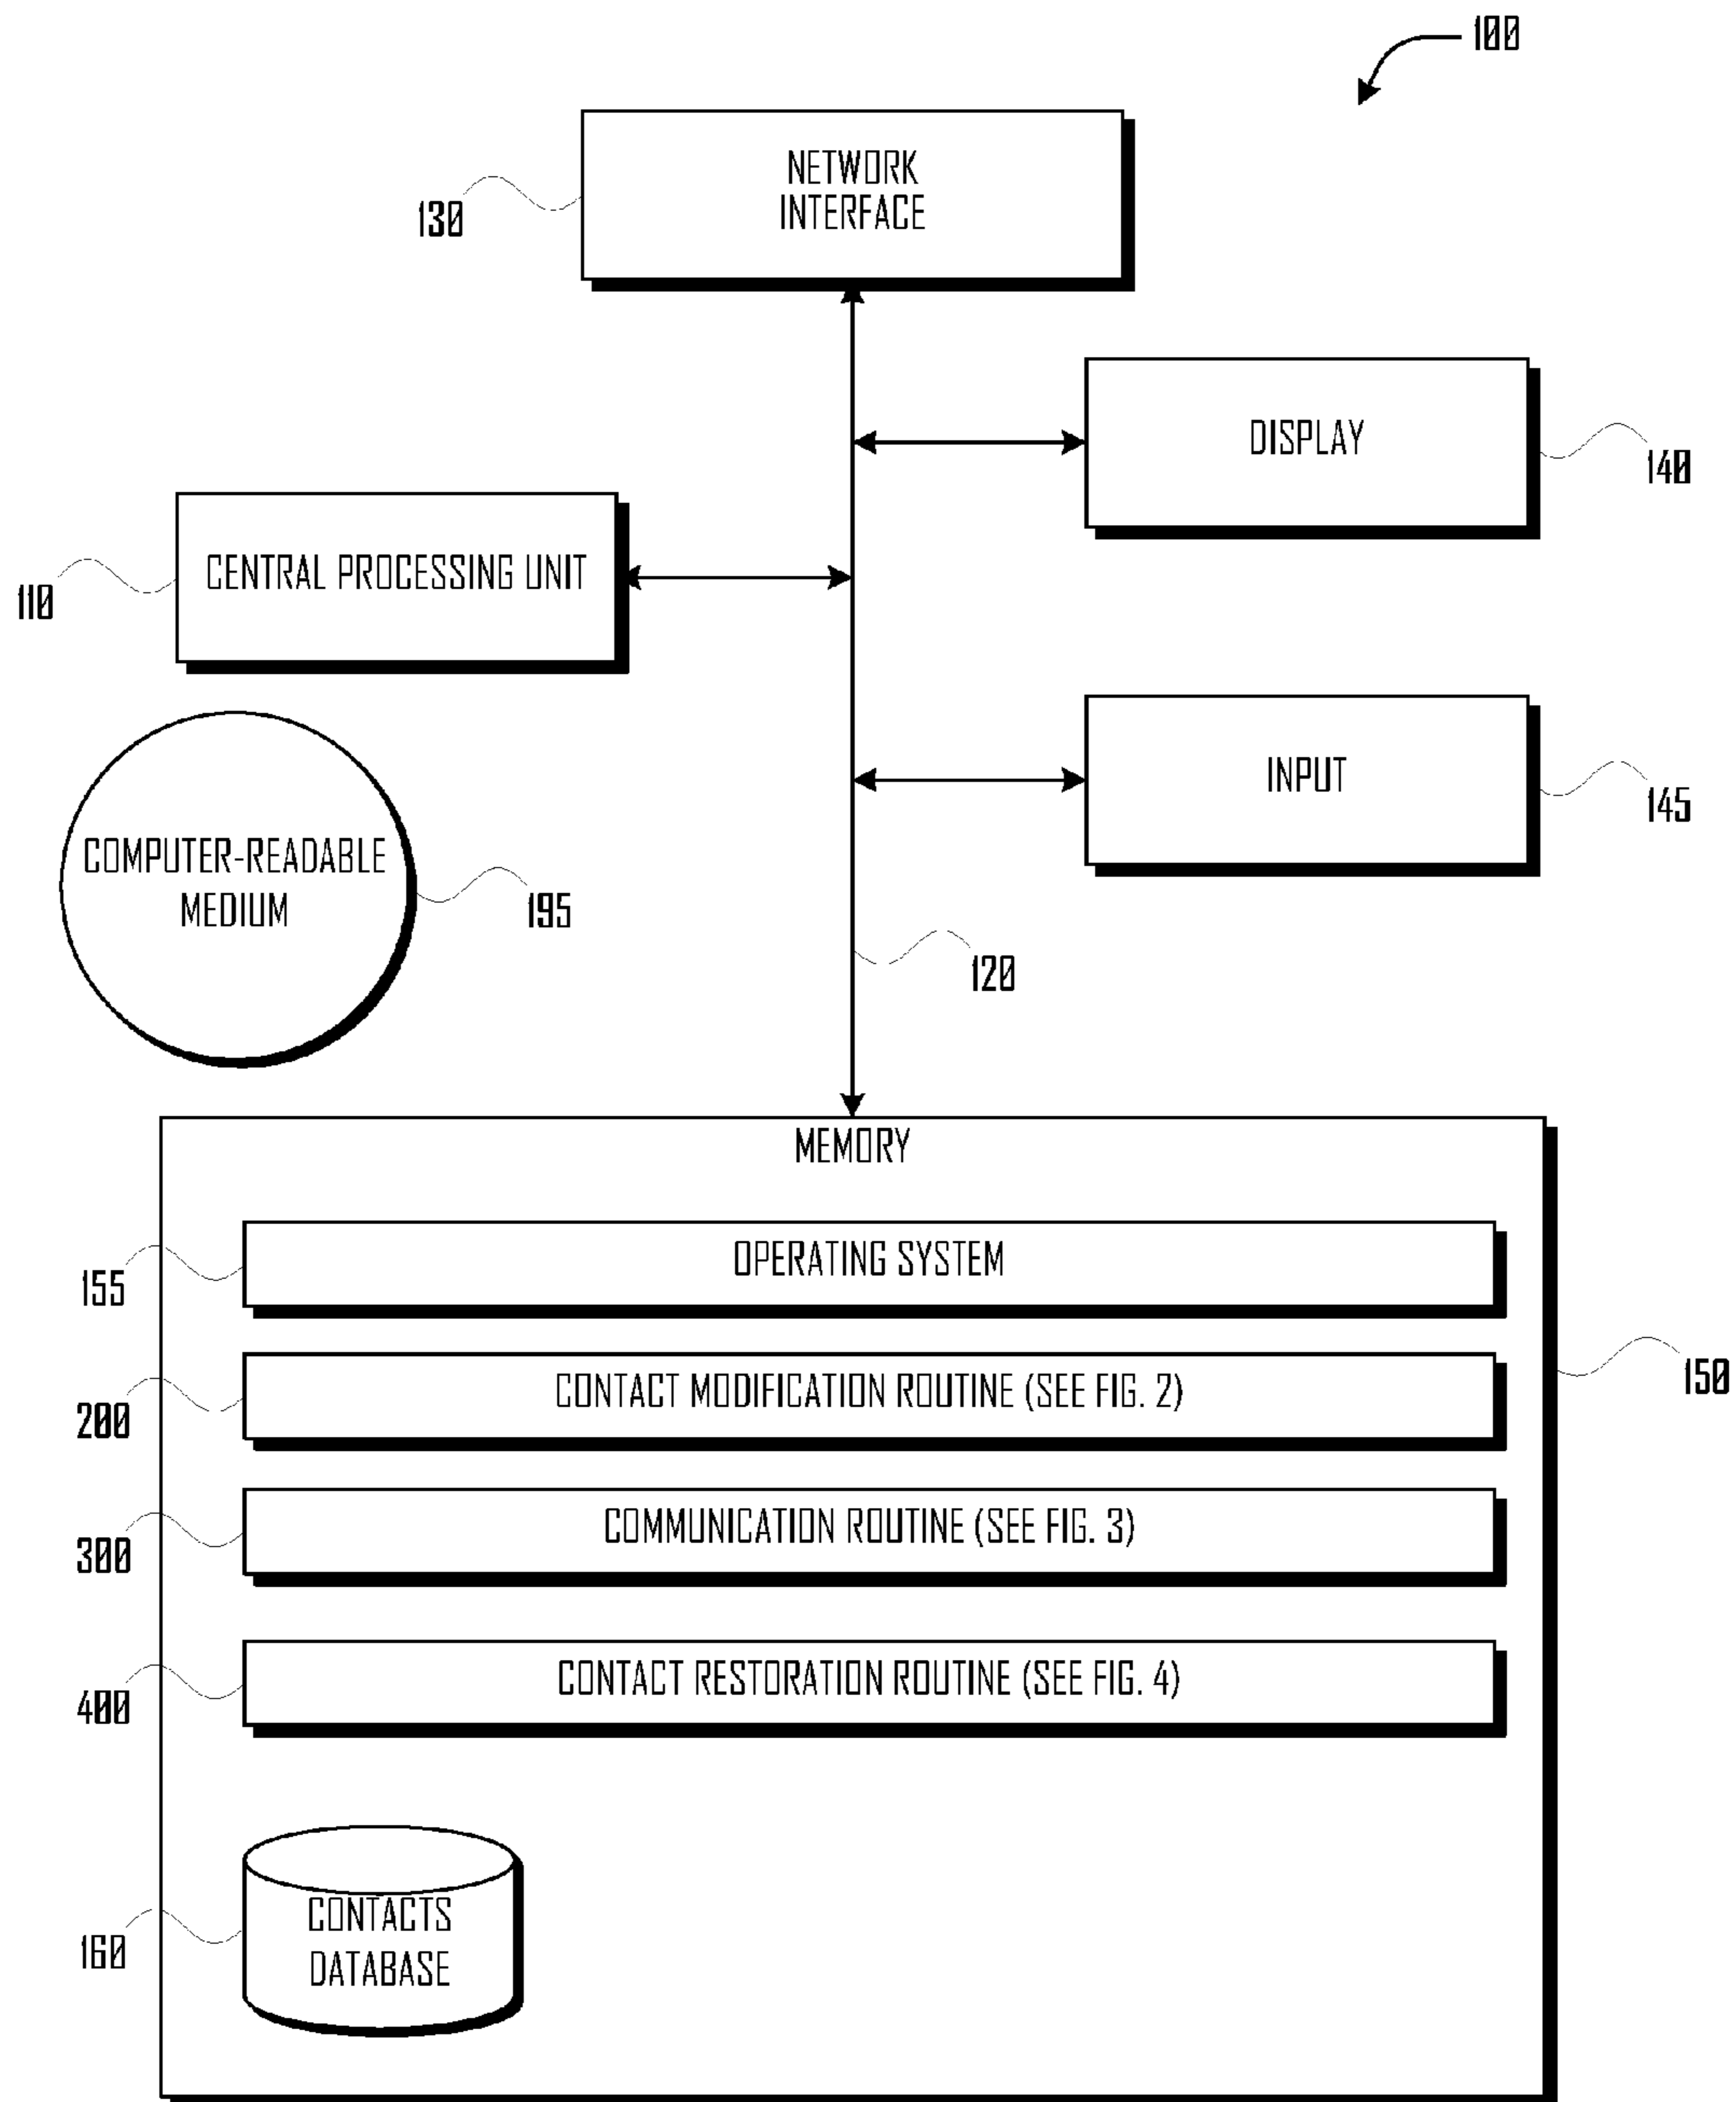 100
NETWORK
INTERFACE
130
DISPLAY
140
CENTRAL PROCESSING UNIT
110
INPUT
145
COMPUTER-READABLE
MEDIUM
195
120
MEMORY
OPERATING SYSTEM
155
CONTACT MODIFICATION ROUTINE (SEE FIG. 2)
150
200
COMMUNICATION ROUTINE (SEE FIG. 3)
300
CONTACT RESTORATION ROUTINE (SEE FIG. 4)
400
CONTACTS
DATABASE
160